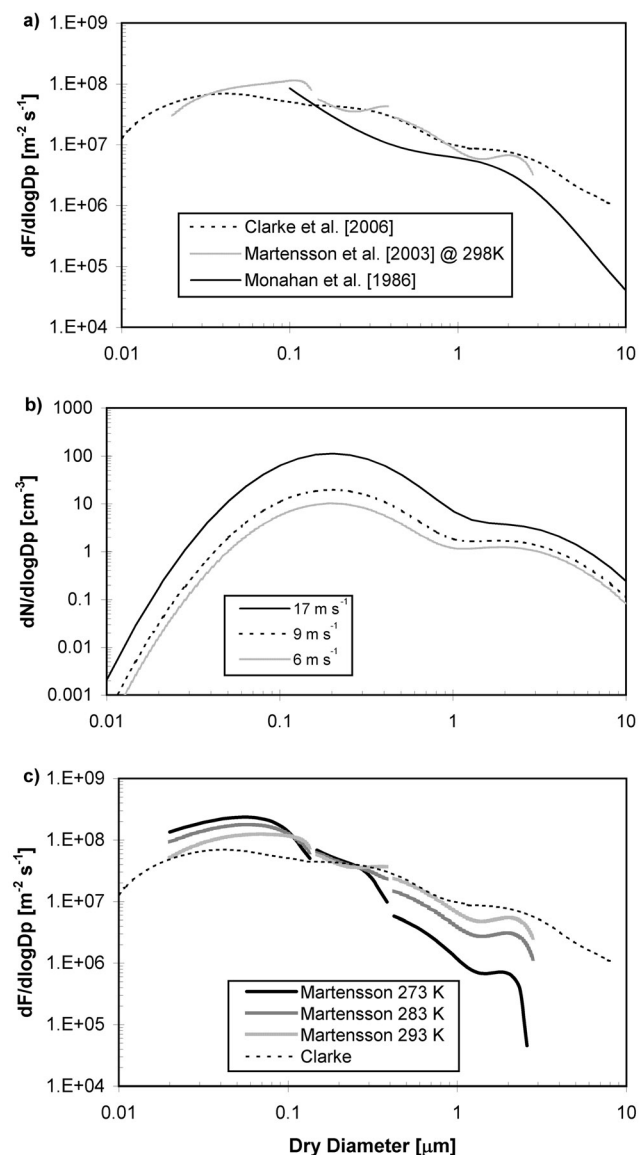 a)
dF/dlogDp [m⁻² s⁻¹]
1.E+09
1.E+08
1.E+07
1.E+06
1.E+05
1.E+04
Clarke et al. [2006]
Martensson et al. [2003] @ 298K
Monahan et al. [1986]
0.01 0.1 1 10
b)
dN/dlogDp [cm⁻³]
1000
100
10
1
0.1
0.01
0.001
17 m s⁻¹
9 m s⁻¹
6 m s⁻¹
0.01 0.1 1 10
c)
dF/dlogDp [m⁻² s⁻¹]
1.E+09
1.E+08
1.E+07
1.E+06
1.E+05
1.E+04
Martensson 273 K
Martensson 283 K
Martensson 293 K
Clarke
0.01 0.1 1 10
Dry Diameter [μm]